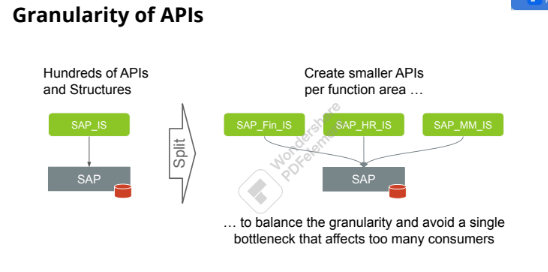 Granularity of APIs
Hundreds of APIs
and Structures
SAP_IS
SAP
Split
Create smaller APIs
per function area ...
SAP_Fin_IS
SAP_HR_IS
SAP_MM_IS
SAP
... to balance the granularity and avoid a single
bottleneck that affects too many consumers
Wondershare
PDFelement